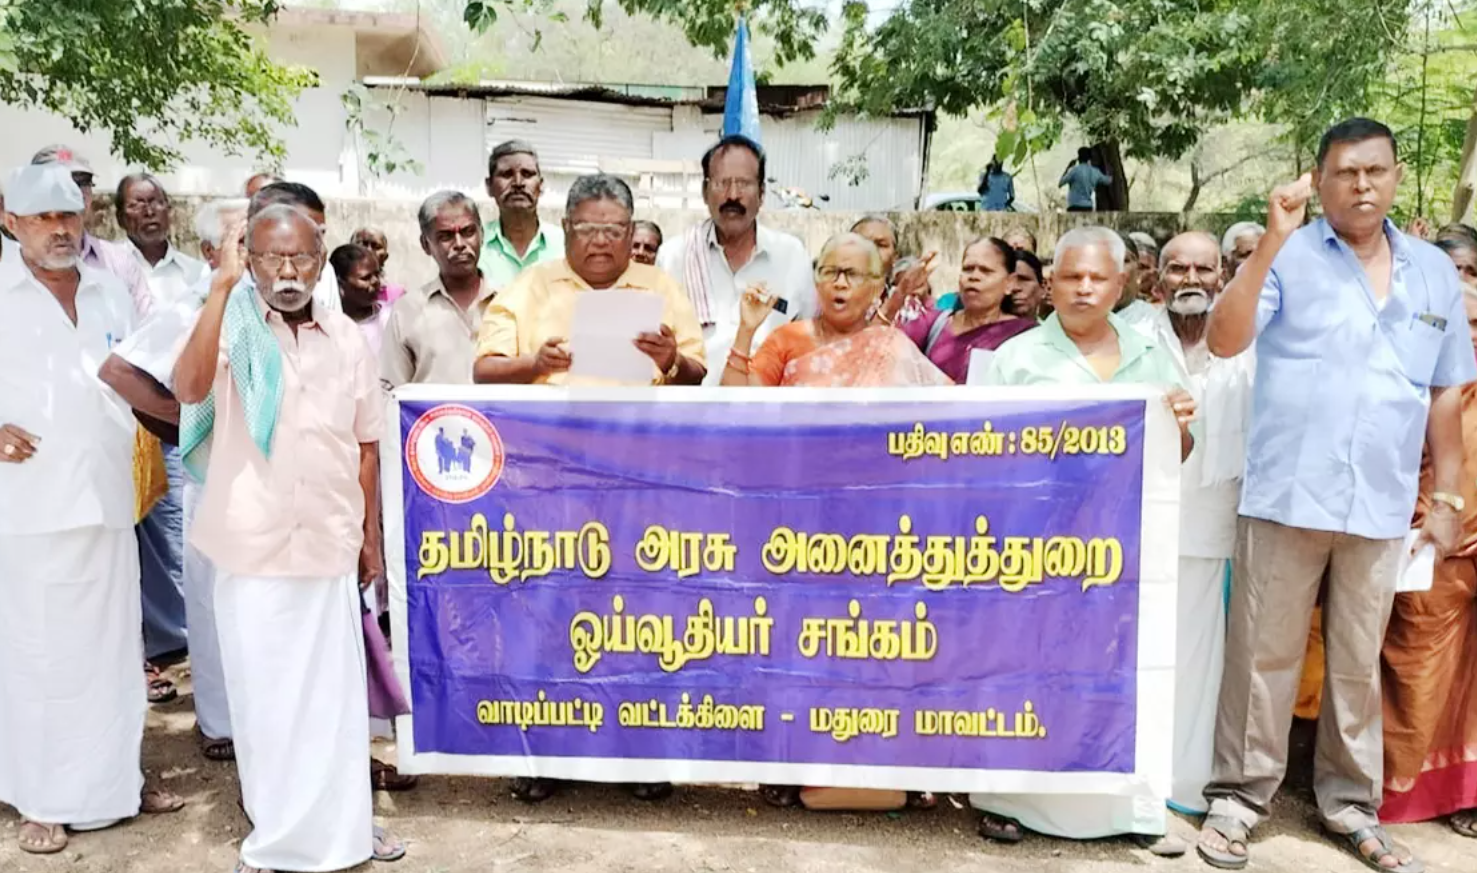 பதிவு எண் : 85/2013
தமிழ்நாடு அரசு அனைத்துத்துறை
ஓய்வூதியர் சங்கம்
வாடிப்பட்டி வட்டக்கிளை - மதுரை மாவட்டம்.